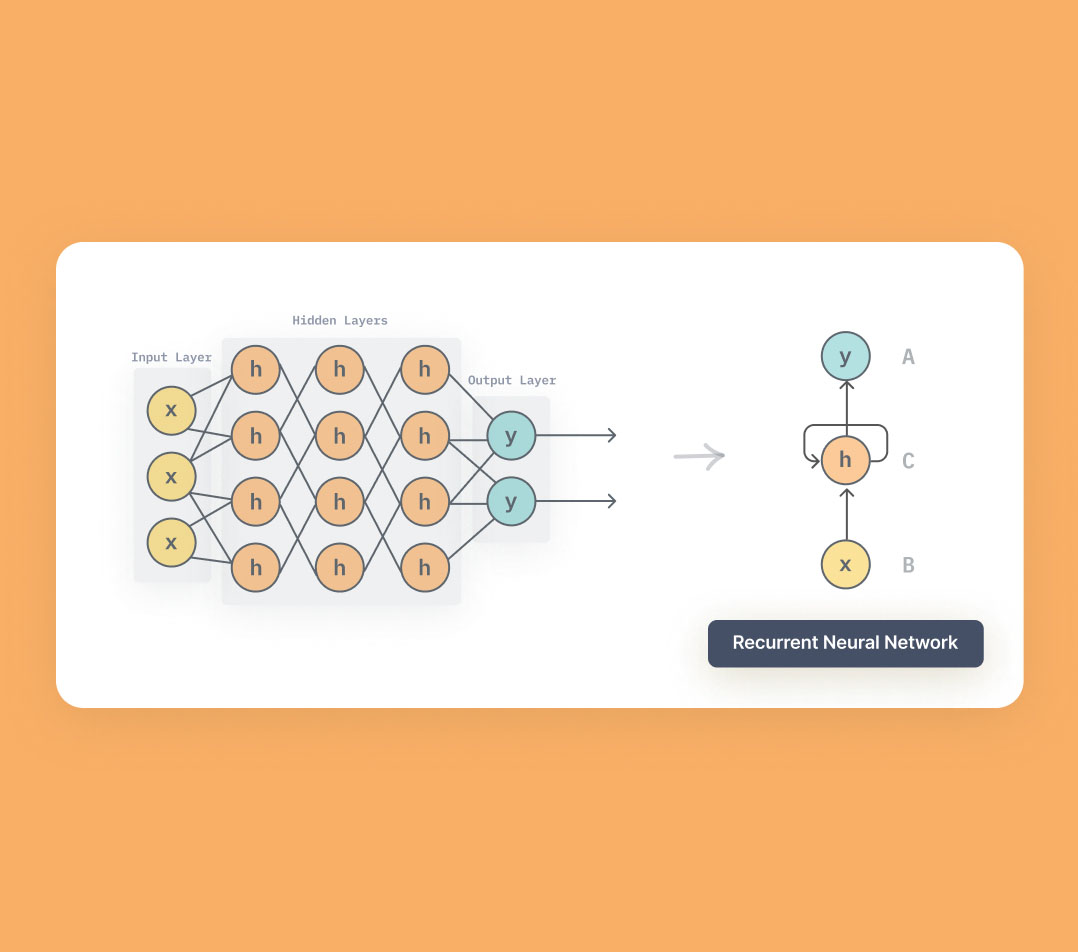 Hidden Layers
Input Layer
Output Layer
x
x
x
h
h
h
h
h
h
h
h
h
h
h
h
y
y
y A
h C
x B
Recurrent Neural Network